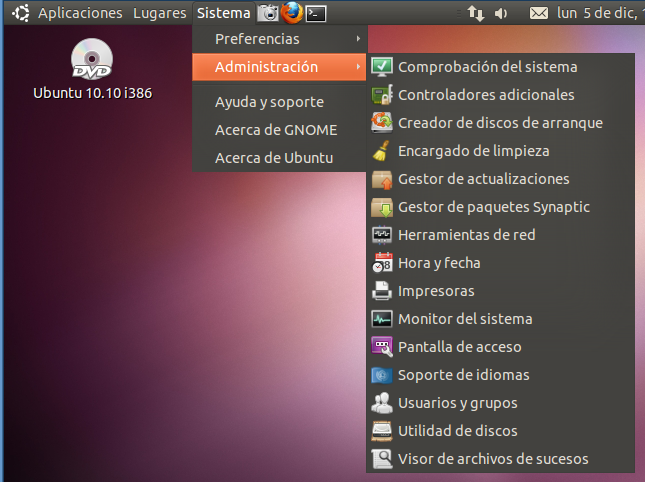 Aplicaciones Lugares Sistema lun 5 de dic, 1
DVD
Ubuntu 10.10 i386
Preferencias
Administración
Ayuda y soporte
Acerca de GNOME
Acerca de Ubuntu
Comprobación del sistema
Controladores adicionales
Creador de discos de arranque
Encargado de limpieza
Gestor de actualizaciones
Gestor de paquetes Synaptic
Herramientas de red
Hora y fecha
Impresoras
Monitor del sistema
Pantalla de acceso
Soporte de idiomas
Usuarios y grupos
Utilidad de discos
Visor de archivos de sucesos